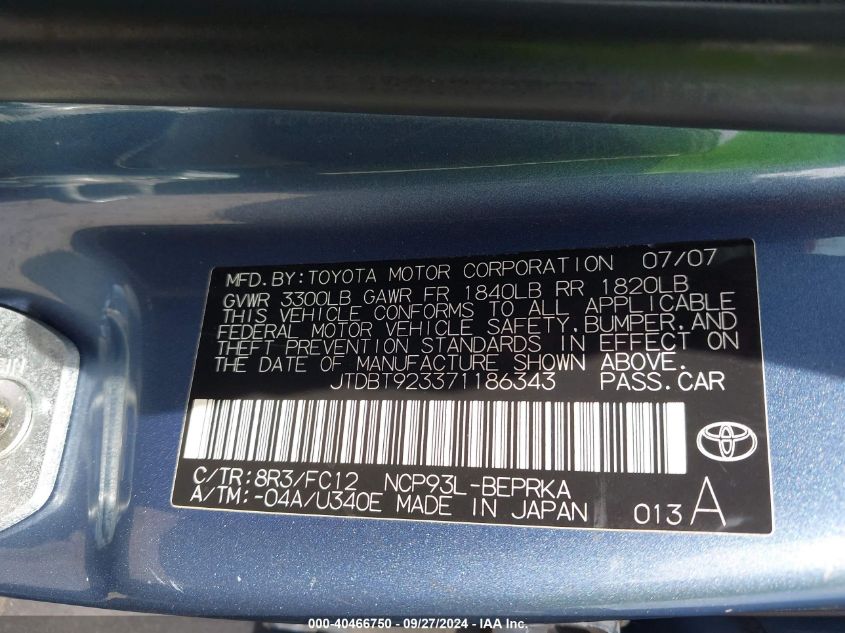 MFD.BY:TOYOTA MOTOR CORPORATION 07/07
GVWR 3300LB GAWR FR 1840LB RR 1820LB
THIS VEHICLE CONFORMS TO ALL APPLICABLE
FEDERAL MOTOR VEHICLE SAFETY,BUMPER,AND
THEFT PREVENTION STANDARDS IN EFFECT ON
THE DATE OF MANUFACTURE SHOWN ABOVE.
JTDBT923371186343 PASS.CAR
C/TR:8R3/FC12 NCP93L-BEPRKA
A/TM:-04A/U340E MADE IN JAPAN 013 A
000-40466750 - 09/27/2024 - IAA Inc.